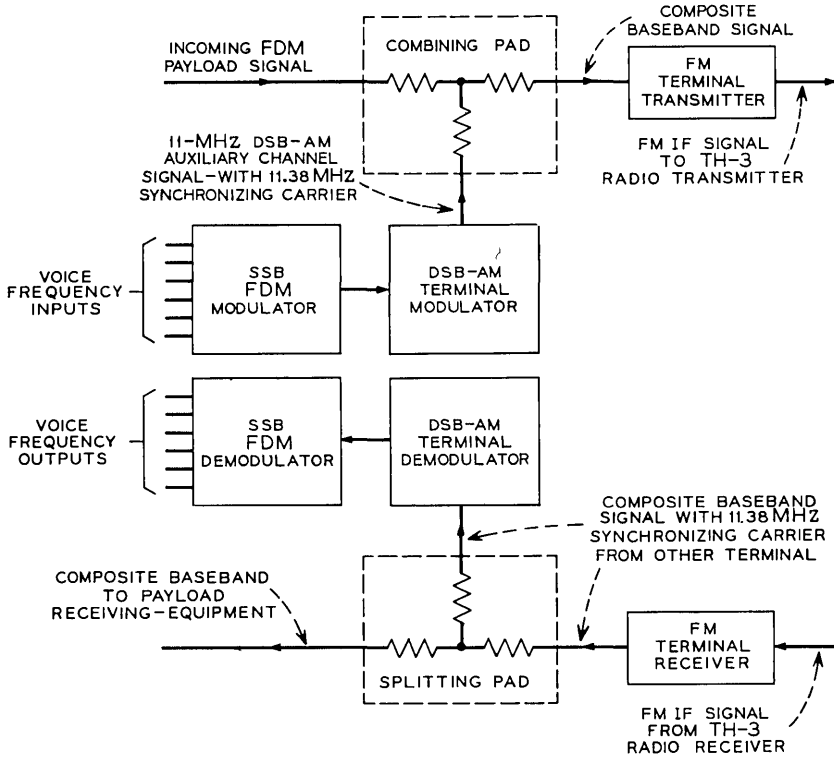 COMPOSITE
BASEBAND SIGNAL
INCOMING FDM
PAYLOAD SIGNAL
COMBINING PAD
FM
TERMINAL
TRANSMITTER
11-MHZ DSB-AM
AUXILIARY CHANNEL
SIGNAL-WITH 11.38 MHZ
SYNCHRONIZING CARRIER
FM IF SIGNAL
TO TH-3
RADIO TRANSMITTER
VOICE
FREQUENCY
INPUTS
SSB
FDM
MODULATOR
DSB-AM
TERMINAL
MODULATOR
VOICE
FREQUENCY
OUTPUTS
SSB
FDM
DEMODULATOR
DSB-AM
TERMINAL
DEMODULATOR
COMPOSITE BASEBAND
SIGNAL WITH 11.38 MHZ
SYNCHRONIZING CARRIER
FROM OTHER TERMINAL
COMPOSITE BASEBAND
TO PAYLOAD
RECEIVING-EQUIPMENT
FM
TERMINAL
RECEIVER
SPLITTING PAD
FM IF SIGNAL
FROM TH-3
RADIO RECEIVER